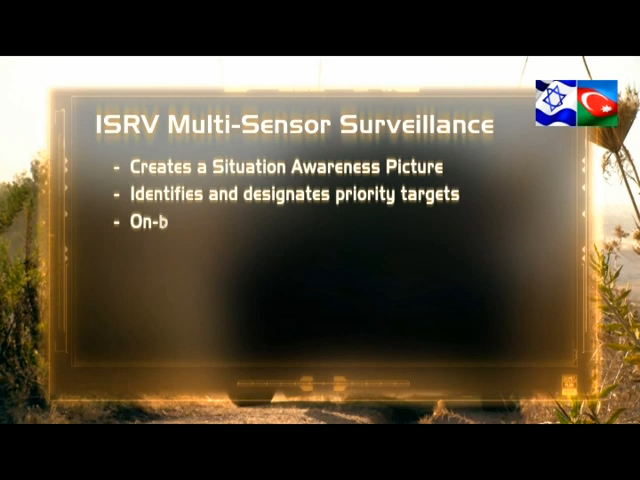 ISRV Multi-Sensor Surveillance
- Creates a Situation Awareness Picture
- Identifies and designates priority targets
- On-b